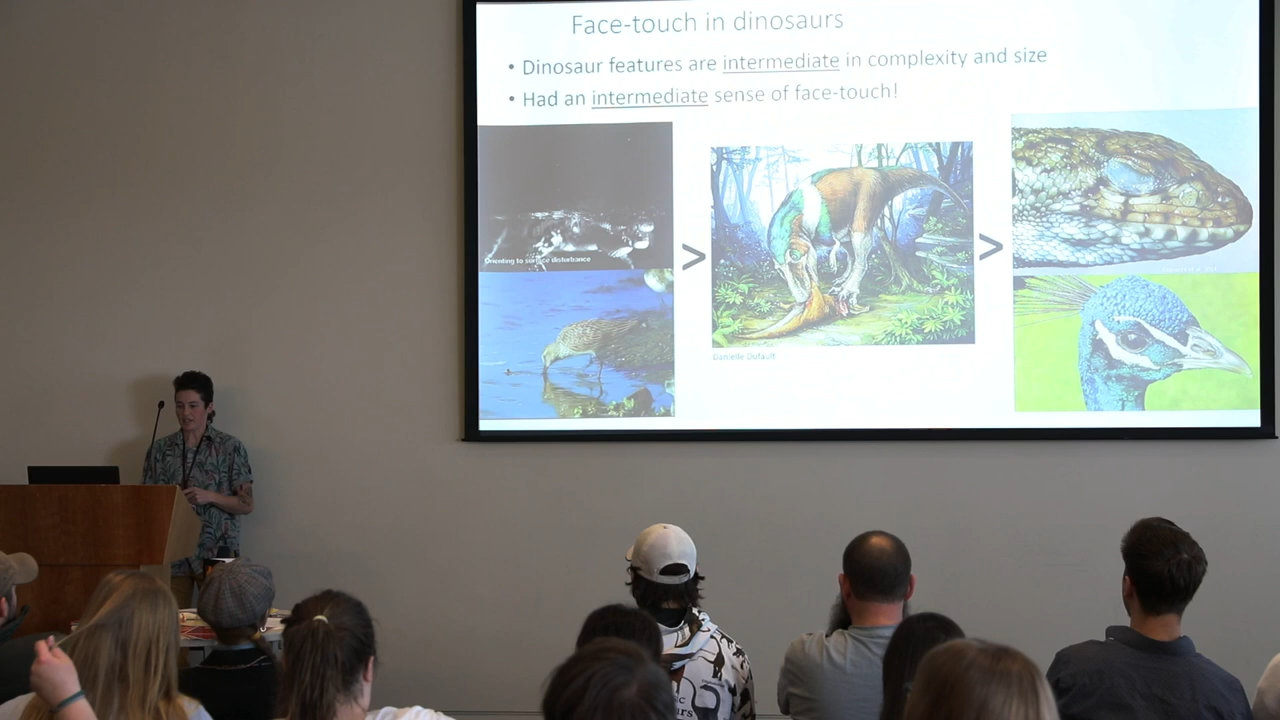 Face-touch in dinosaurs
• Dinosaur features are intermediate in complexity and size
• Had an intermediate sense of face-touch!
Orienting to surface disturbance
>
>
Danielle Dufault